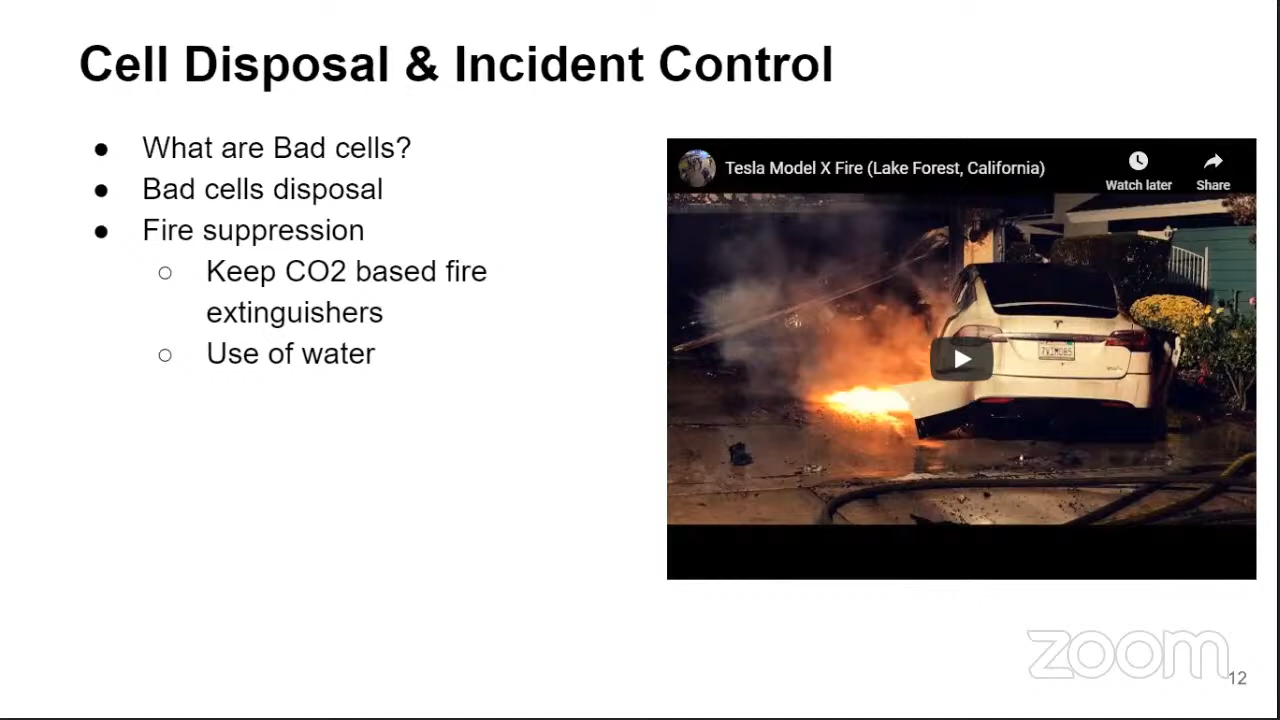 Cell Disposal & Incident Control
● What are Bad cells?
● Bad cells disposal
● Fire suppression
○ Keep CO2 based fire
extinguishers
○ Use of water
Tesla Model X Fire (Lake Forest, California)
Watch later
Share
zoom
12